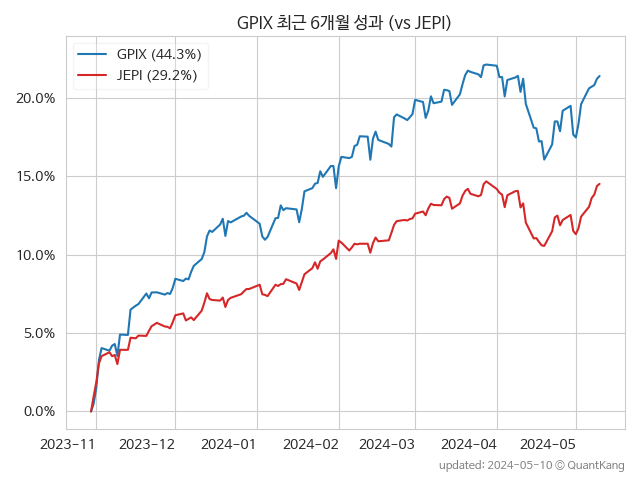 GPIX 최근 6개월 성과 (vs JEPI)
GPIX (44.3%)
JEPI (29.2%)
20.0%
15.0%
10.0%
5.0%
0.0%
2023-11 2023-12 2024-01 2024-02 2024-03 2024-04 2024-05
updated: 2024-05-10 © QuantKang